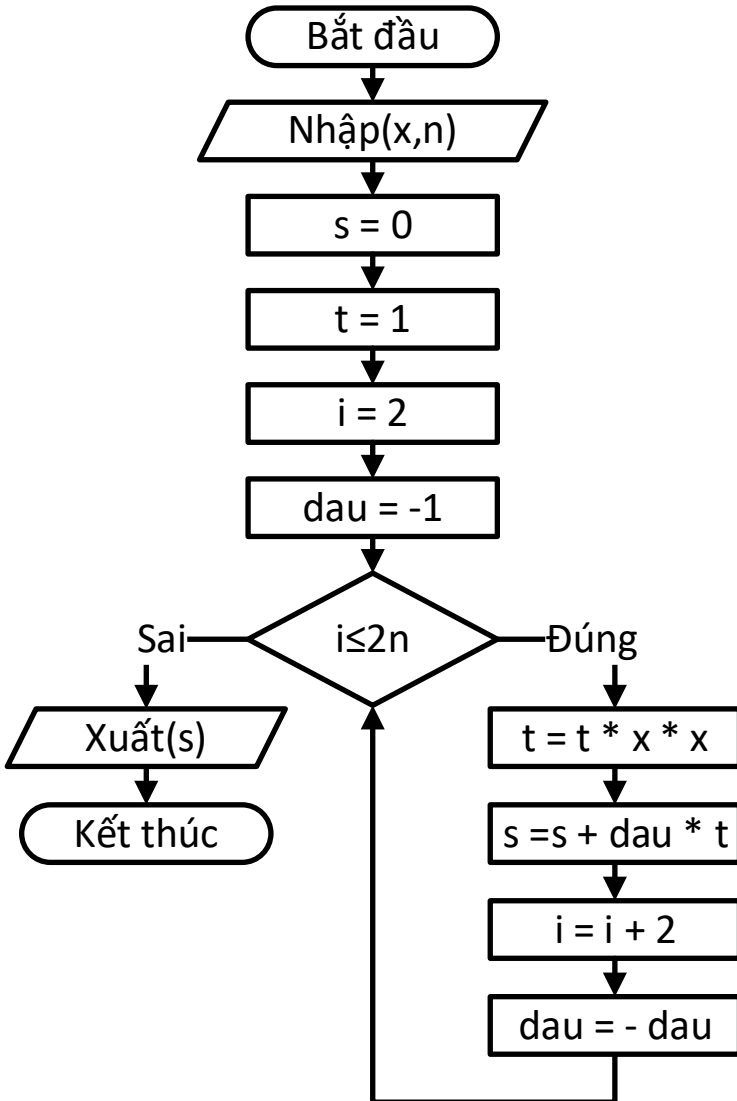 Bắt đầu
Nhập(x,n)
s = 0
t = 1
i = 2
dau = -1
i≤2n
Sai
Đúng
Xuất(s)
Kết thúc
t = t * x * x
s =s + dau * t
i = i + 2
dau = - dau